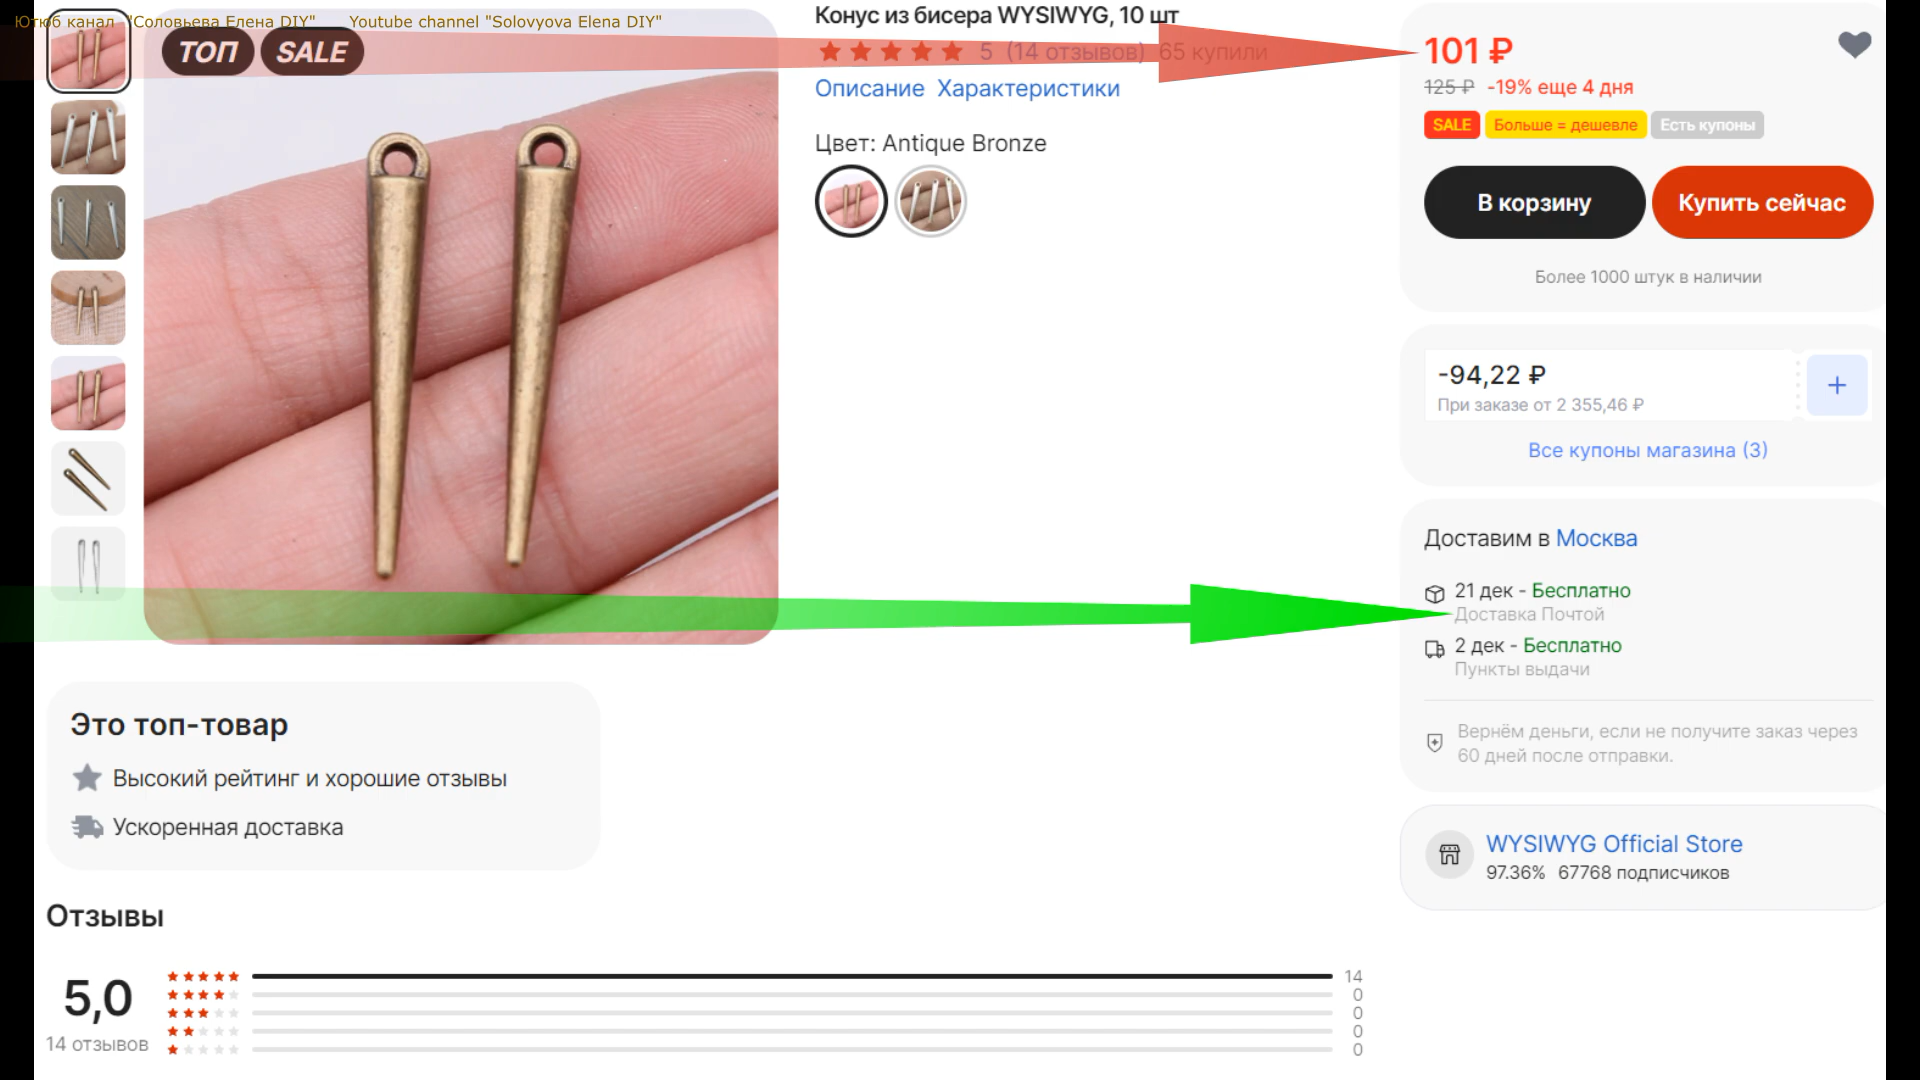 Ютюб канал "Соловьева Елена DIY" Youtube channel "Solovyova Elena DIY"
ТОП SALE
Конус из бисера WYSIWYG, 10 шт
5 (14 отзывов) 65 купили
Описание Характеристики
Цвет: Antique Bronze
101 ₽
125 ₽ -19% еще 4 дня
SALE Больше = дешевле Есть купоны
В корзину Купить сейчас
Более 1000 штук в наличии
-94,22 ₽
При заказе от 2 355,46 ₽
+
Все купоны магазина (3)
Доставим в Москва
21 дек - Бесплатно
Доставка Почтой
2 дек - Бесплатно
Пункты выдачи
Вернём деньги, если не получите заказ через
60 дней после отправки.
WYSIWYG Official Store
97.36% 67768 подписчиков
Это топ-товар
Высокий рейтинг и хорошие отзывы
Ускоренная доставка
Отзывы
5,0
14 отзывов
14
0
0
0
0